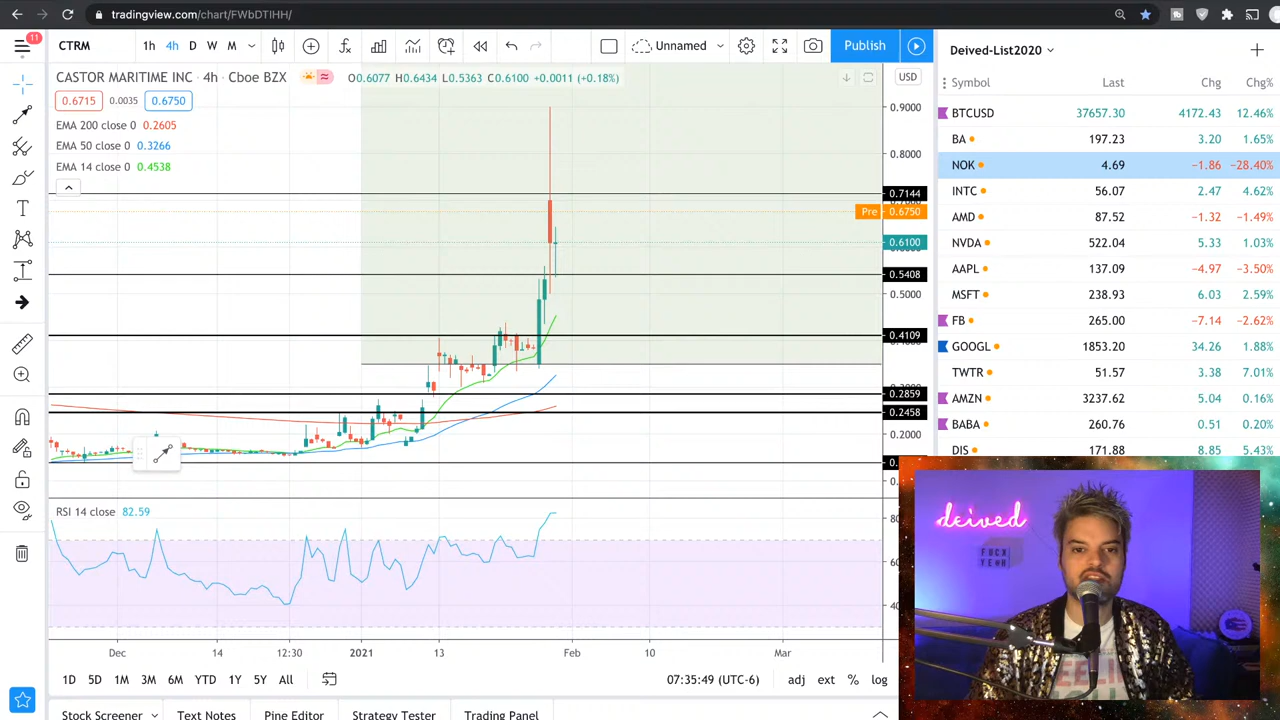 tradingview.com/chart/FWbDTIHH/
11
CTRM
1h 4h D W M
Unnamed
Publish
Deived-List2020
CASTOR MARITIME INC · 4h · Cboe BZX
O0.6077 H0.6434 L0.5363 C0.6100 +0.0011 (+0.18%)
USD
Symbol Last Chg Chg%
0.6715 0.0035 0.6750
EMA 200 close 0 0.2605
EMA 50 close 0 0.3266
EMA 14 close 0 0.4538
0.9000
0.8000
0.7144
Pre 0.6750
0.6100
0.5408
0.5000
0.4109
0.2859
0.2458
0.2000
BTCUSD 37657.30 4172.43 12.46%
BA 197.23 3.20 1.65%
NOK 4.69 −1.86 −28.40%
INTC 56.07 2.47 4.62%
AMD 87.52 −1.32 −1.49%
NVDA 522.04 5.33 1.03%
AAPL 137.09 −4.97 −3.50%
MSFT 238.93 6.03 2.59%
FB 265.00 −7.14 −2.62%
GOOGL 1853.20 34.26 1.88%
TWTR 51.57 3.38 7.01%
AMZN 3237.62 5.04 0.16%
BABA 260.76 0.51 0.20%
DIS 171.88 8.85 5.43%
RSI 14 close 82.59
deived
FUCK
YEAH
Dec 14 12:30 2021 13 Feb 10 Mar
1D 5D 1M 3M 6M YTD 1Y 5Y All
07:35:49 (UTC-6)
adj ext % log
Stock Screener Text Notes Pine Editor Strategy Tester Trading Panel